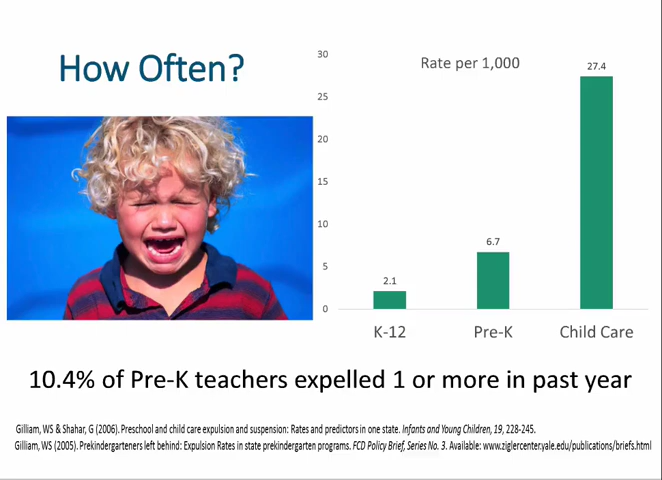 How Often?
Rate per 1,000
30
25
20
15
10
5
0
2.1
6.7
27.4
K-12
Pre-K
Child Care
10.4% of Pre-K teachers expelled 1 or more in past year
Gilliam, WS & Shahar, G (2006). Preschool and child care expulsion and suspension: Rates and predictors in one state. Infants and Young Children, 19, 228-245.
Gilliam, WS (2005). Prekindergarteners left behind: Expulsion Rates in state prekindergarten programs. FCD Policy Brief, Series No. 3. Available: www.ziglercenter.yale.edu/publications/briefs.html